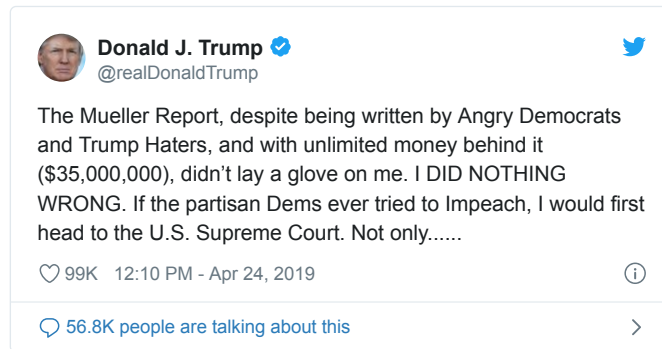 Donald J. Trump
@realDonaldTrump
The Mueller Report, despite being written by Angry Democrats
and Trump Haters, and with unlimited money behind it
($35,000,000), didn’t lay a glove on me. I DID NOTHING
WRONG. If the partisan Dems ever tried to Impeach, I would first
head to the U.S. Supreme Court. Not only......
99K 12:10 PM - Apr 24, 2019
56.8K people are talking about this